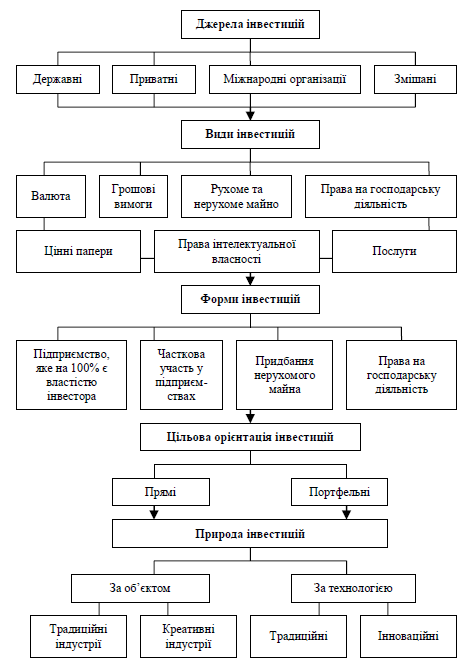 Джерела інвестицій
Державні
Приватні
Міжнародні організації
Змішані
Види інвестицій
Валюта
Грошові
вимоги
Рухоме та
нерухоме майно
Права на господарську
діяльність
Цінні папери
Права інтелектуальної
власності
Послуги
Форми інвестицій
Підприємство,
яке на 100% є
властістю
інвестора
Часткова
участь у
підприєм-
ствах
Придбання
нерухомого
майна
Права на
господарську
діяльність
Цільова орієнтація інвестицій
Прямі
Портфельні
Природа інвестицій
За об’єктом
За технологією
Традиційні
індустрії
Креативні
індустрії
Традиційні
Інноваційні